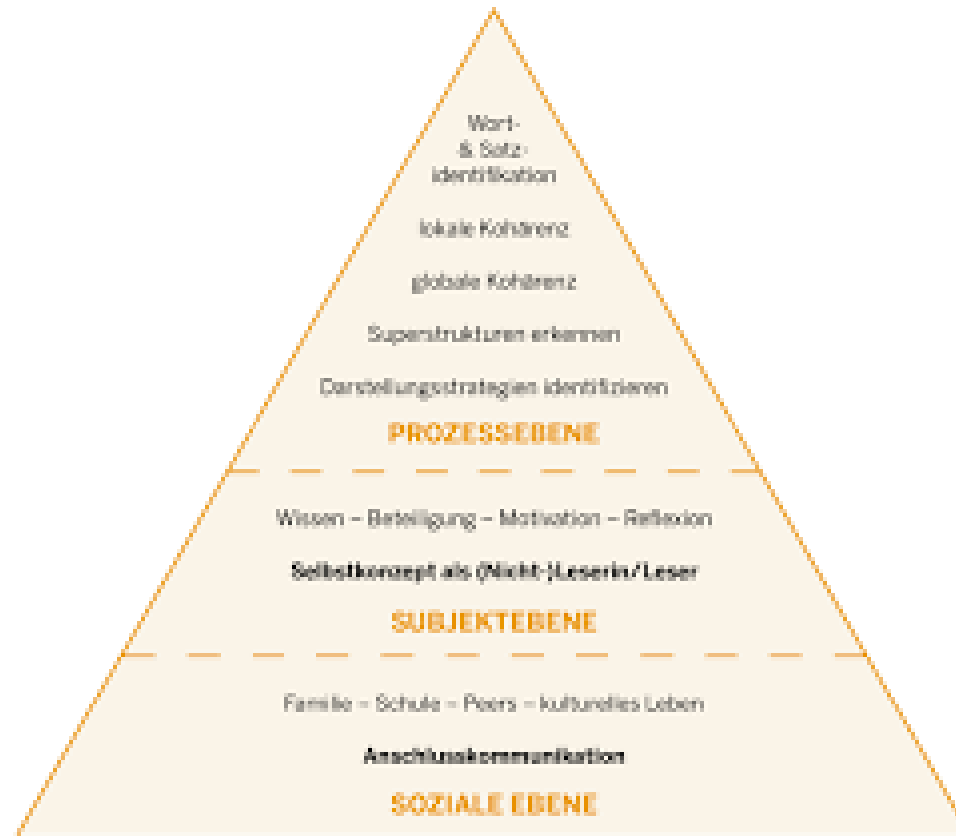 Wort-
& Satz-
identifikation
lokale Kohärenz
globale Kohärenz
Superstrukturen erkennen
Darstellungsstrategien identifizieren
PROZESSEBENE
Wissen – Beteiligung – Motivation – Reflexion
Selbstkonzept als (Nicht-)Leserin/Leser
SUBJEKTEBENE
Familie – Schule – Peers – kulturelles Leben
Anschlusskommunikation
SOZIALE EBENE